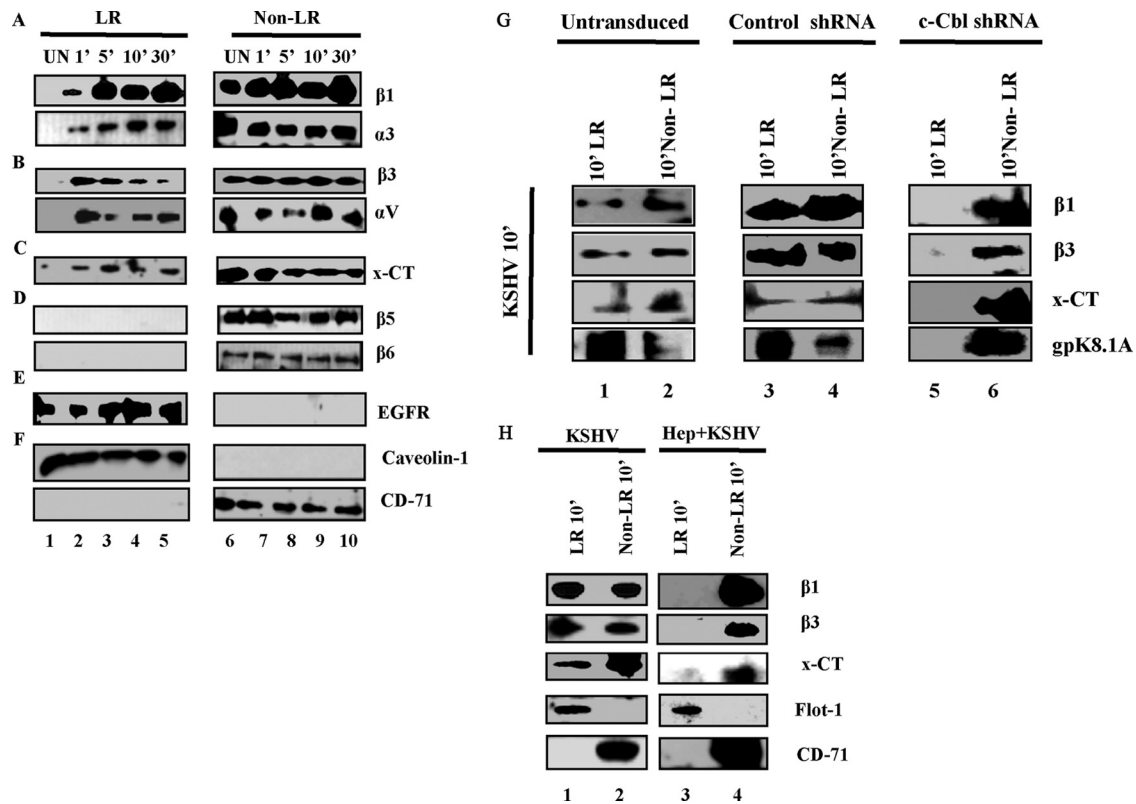 A
LR
Non-LR
UN 1' 5' 10' 30'
UN 1' 5' 10' 30'
β1
α3
B
β3
αV
C
x-CT
D
β5
β6
E
EGFR
F
Caveolin-1
CD-71
1 2 3 4 5
6 7 8 9 10
G
Untransduced
Control shRNA
c-Cbl shRNA
10' LR
10'Non- LR
10' LR
10'Non-LR
10' LR
10'Non-LR
KSHV 10'
β1
β3
x-CT
gpK8.1A
1 2
3 4
5 6
H
KSHV
Hep+KSHV
LR 10'
Non-LR 10'
LR 10'
Non-LR 10'
β1
β3
x-CT
Flot-1
CD-71
1 2 3 4